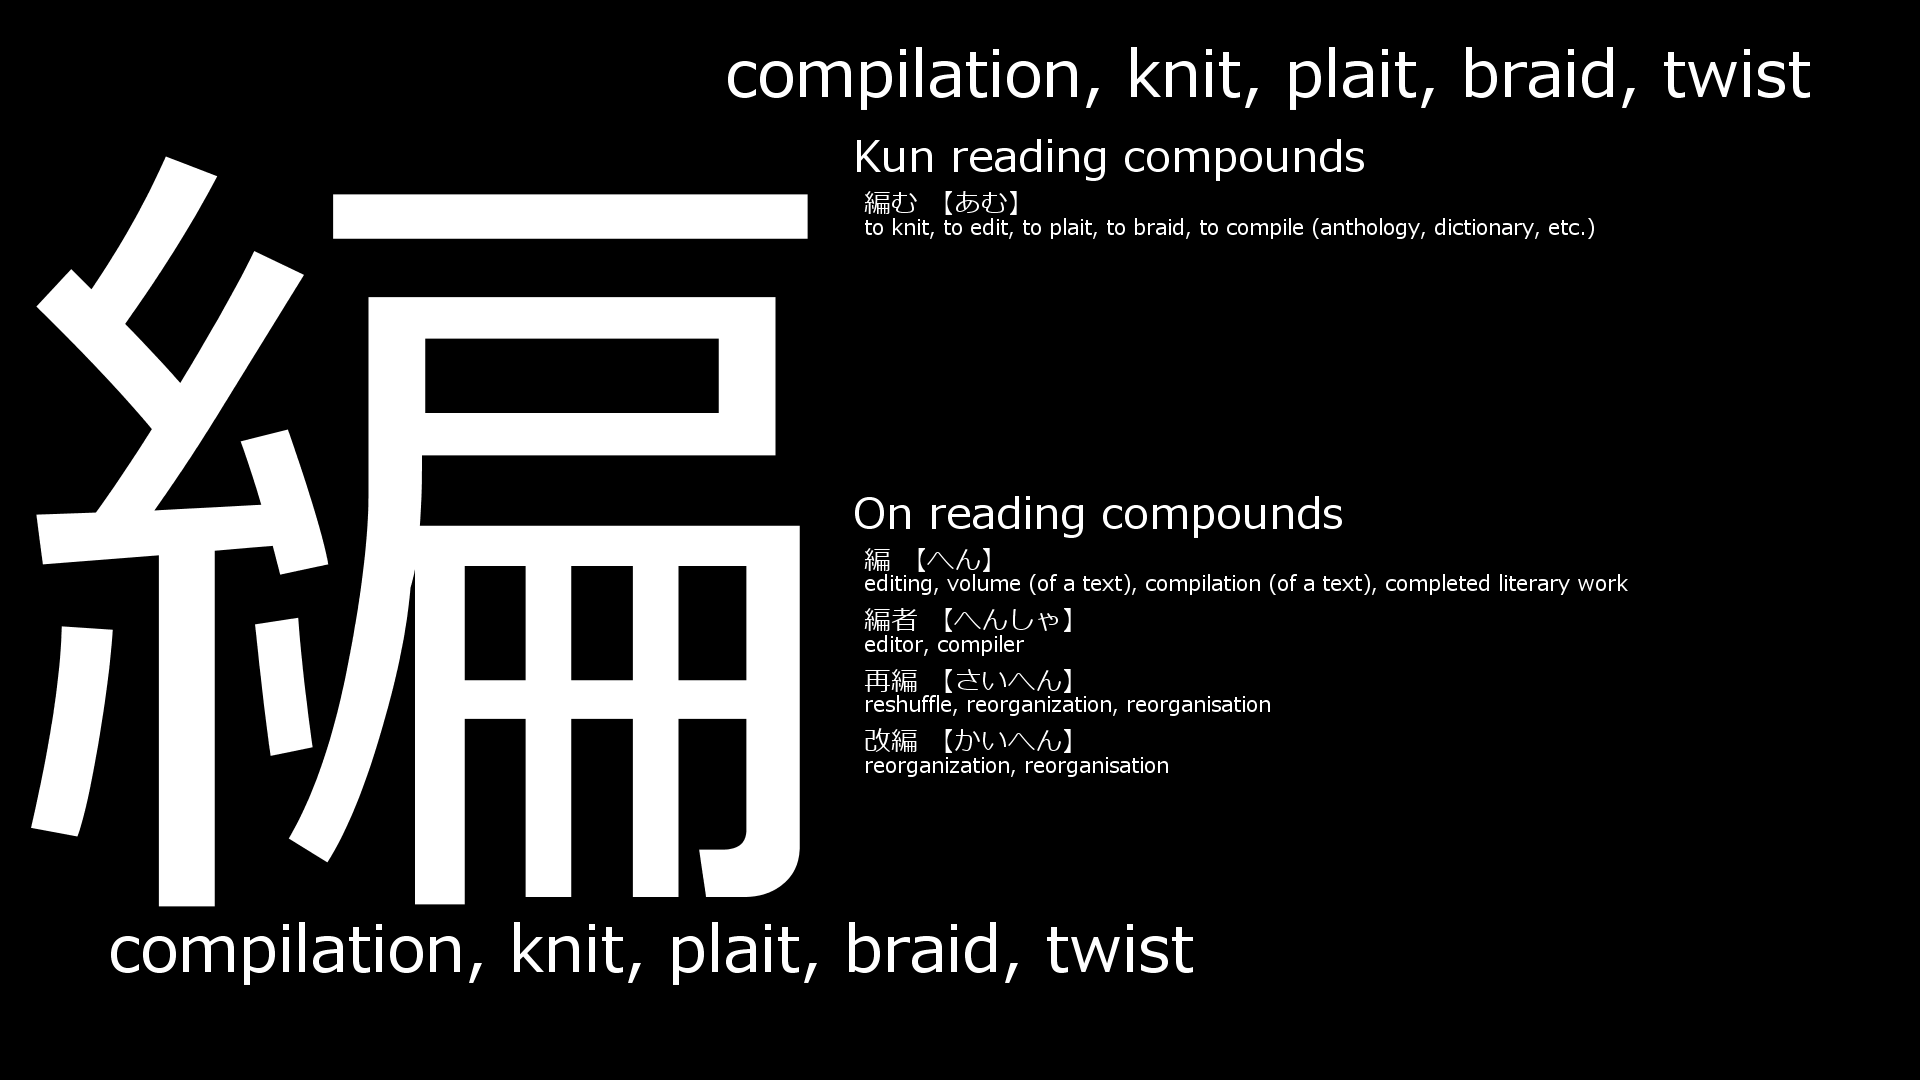 compilation, knit, plait, braid, twist
編
Kun reading compounds
編む 【あむ】
to knit, to edit, to plait, to braid, to compile (anthology, dictionary, etc.)
On reading compounds
編 【へん】
editing, volume (of a text), compilation (of a text), completed literary work
編者 【へんしゃ】
editor, compiler
再編 【さいへん】
reshuffle, reorganization, reorganisation
改編 【かいへん】
reorganization, reorganisation
compilation, knit, plait, braid, twist